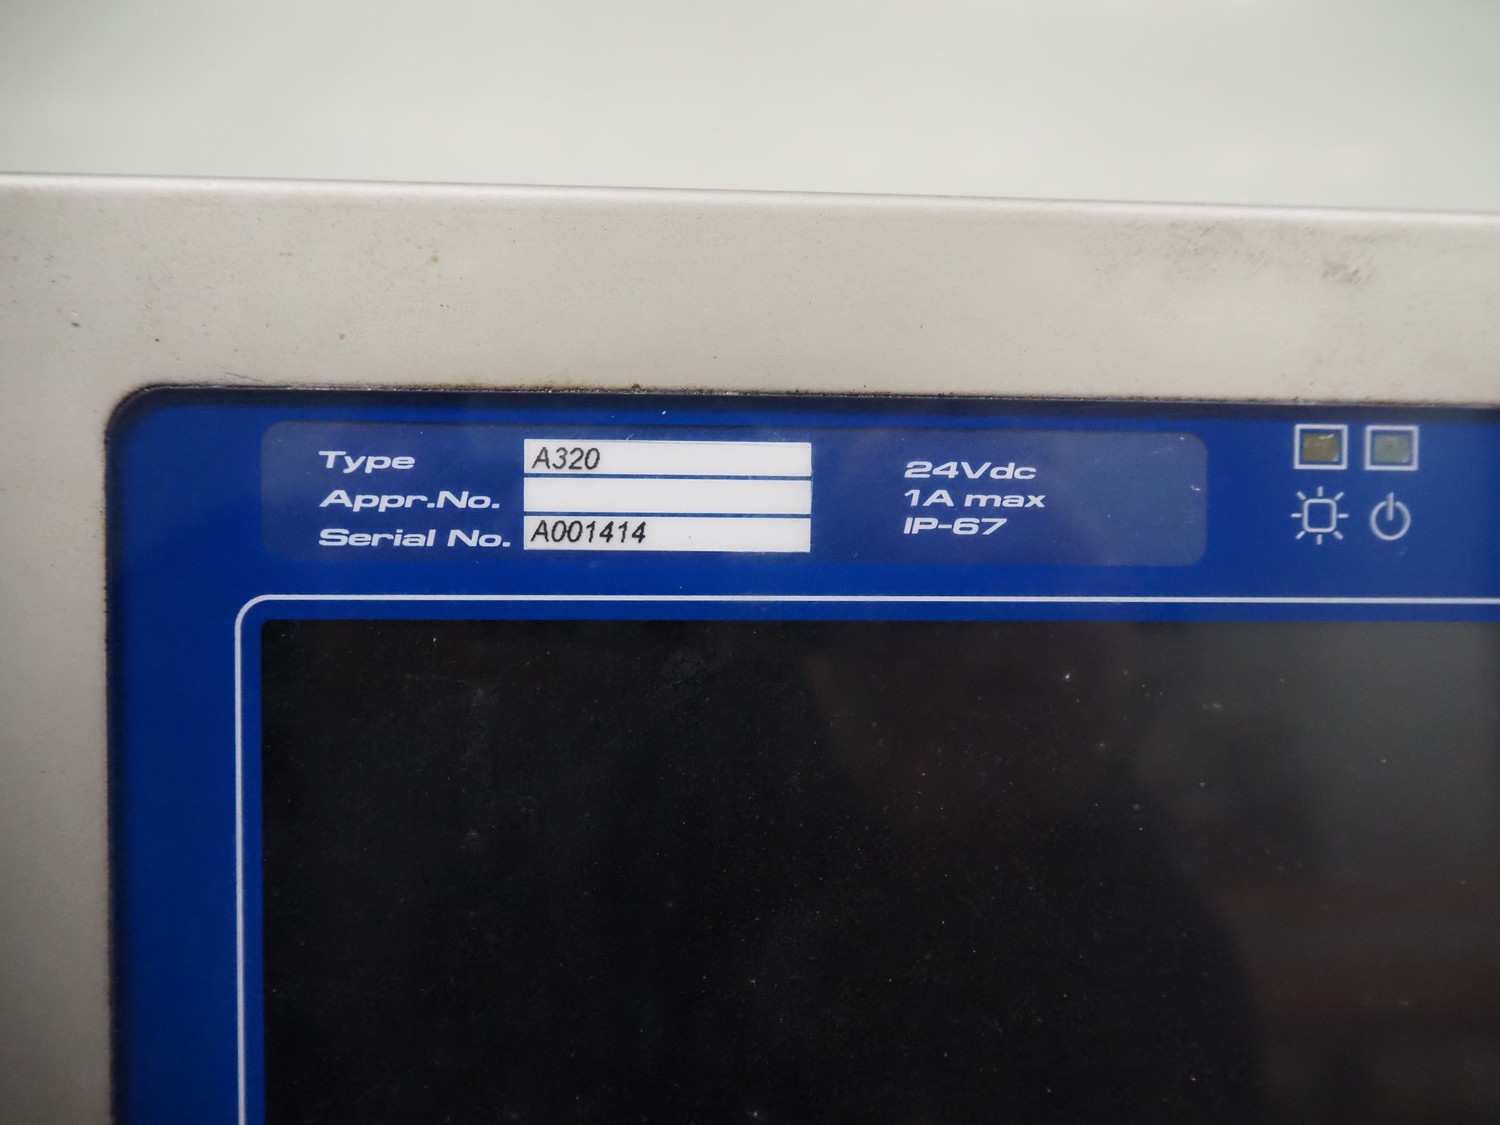 Type A320
Appr.No.
Serial No. A001414
24Vdc
1A max
IP-67